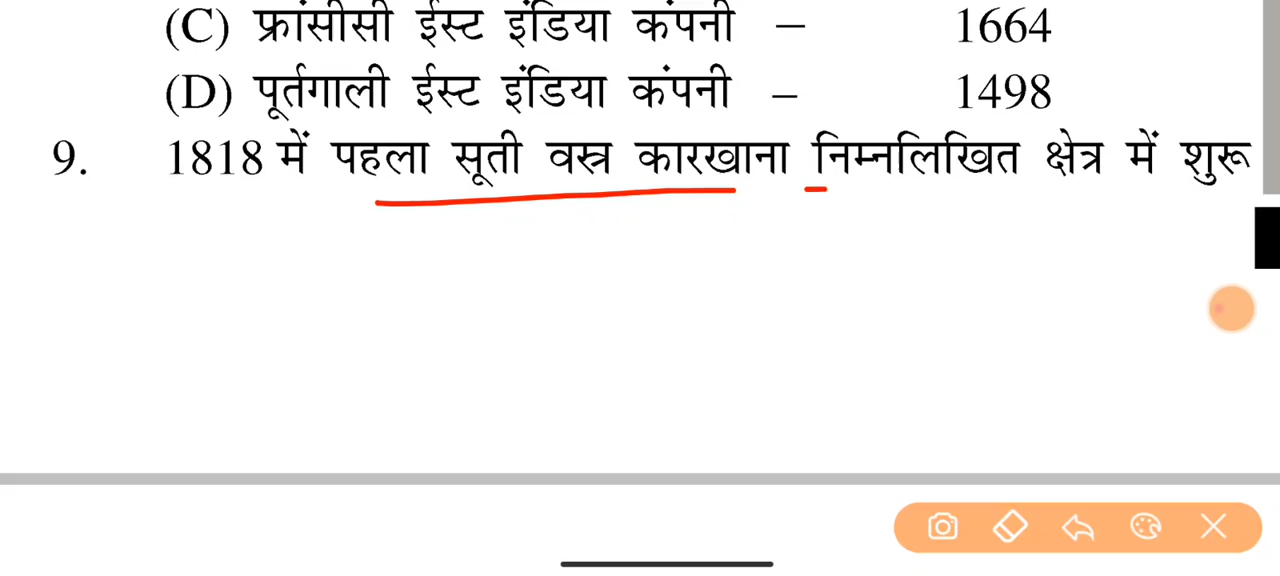 (C) फ्रांसीसी ईस्ट इंडिया कंपनी – 1664
(D) पूर्तगाली ईस्ट इंडिया कंपनी – 1498
9. 1818 में पहला सूती वस्त्र कारखाना निम्नलिखित क्षेत्र में शुरू